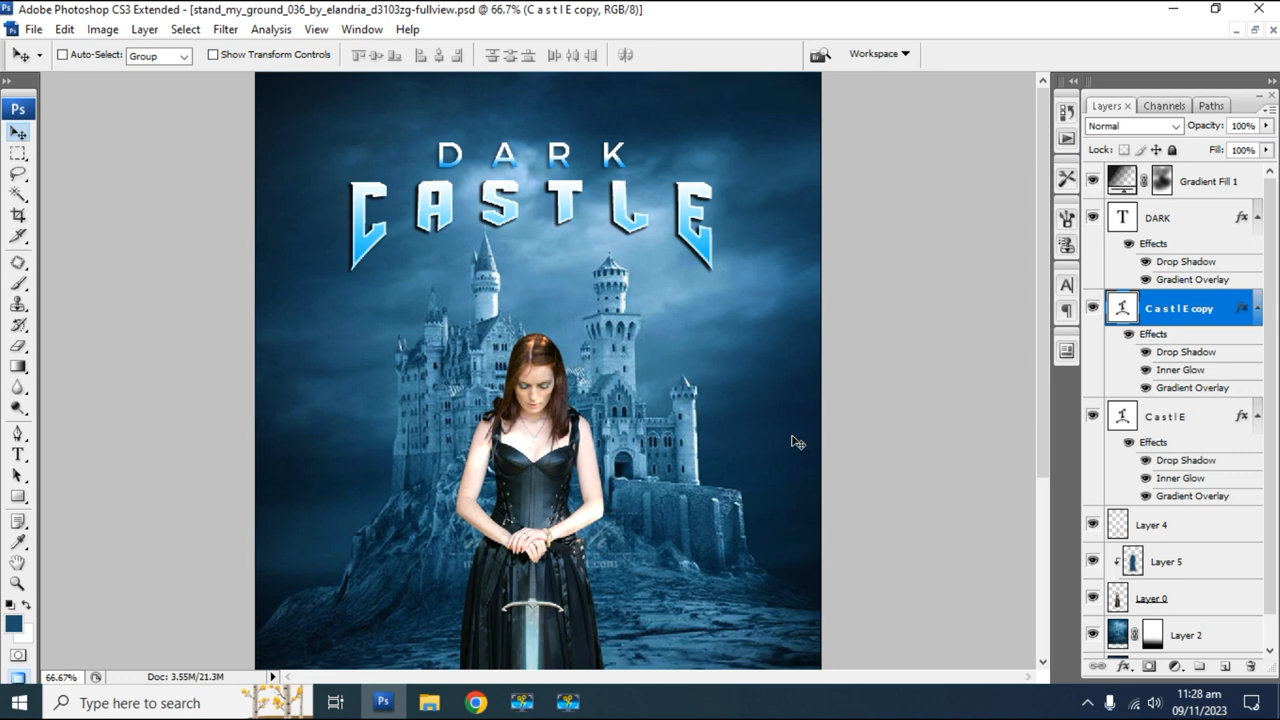 Adobe Photoshop CS3 Extended - [stand_my_ground_036_by_elandria_d3103zg-fullview.psd @ 66.7% (C a s t l E copy, RGB/8)]
File Edit Image Layer Select Filter Analysis View Window Help
Auto-Select: Group Show Transform Controls Workspace
Ps
Layers × Channels Paths
Normal Opacity: 100%
Lock: Fill: 100%
Gradient Fill 1
T DARK fx
Effects
Drop Shadow
Gradient Overlay
C a s t l E copy fx
Effects
Drop Shadow
Inner Glow
Gradient Overlay
C a s t l E fx
Effects
Drop Shadow
Inner Glow
Gradient Overlay
Layer 4
Layer 5
Layer 0
Layer 2
DARK
CASTLE
66.67% Doc: 3.55M/21.3M
Type here to search
11:28 am
09/11/2023